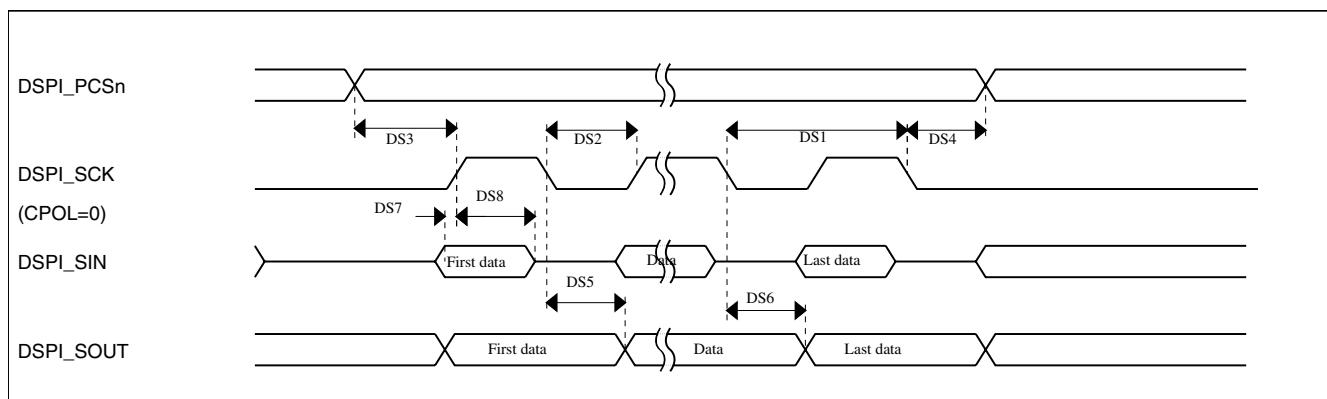 DSPI_PCSn
DS3
DS2
DS1
DS4
DSPI_SCK
(CPOL=0)
DS7
DS8
DSPI_SIN
First data
Data
Last data
DS5
DS6
DSPI_SOUT
First data
Data
Last data